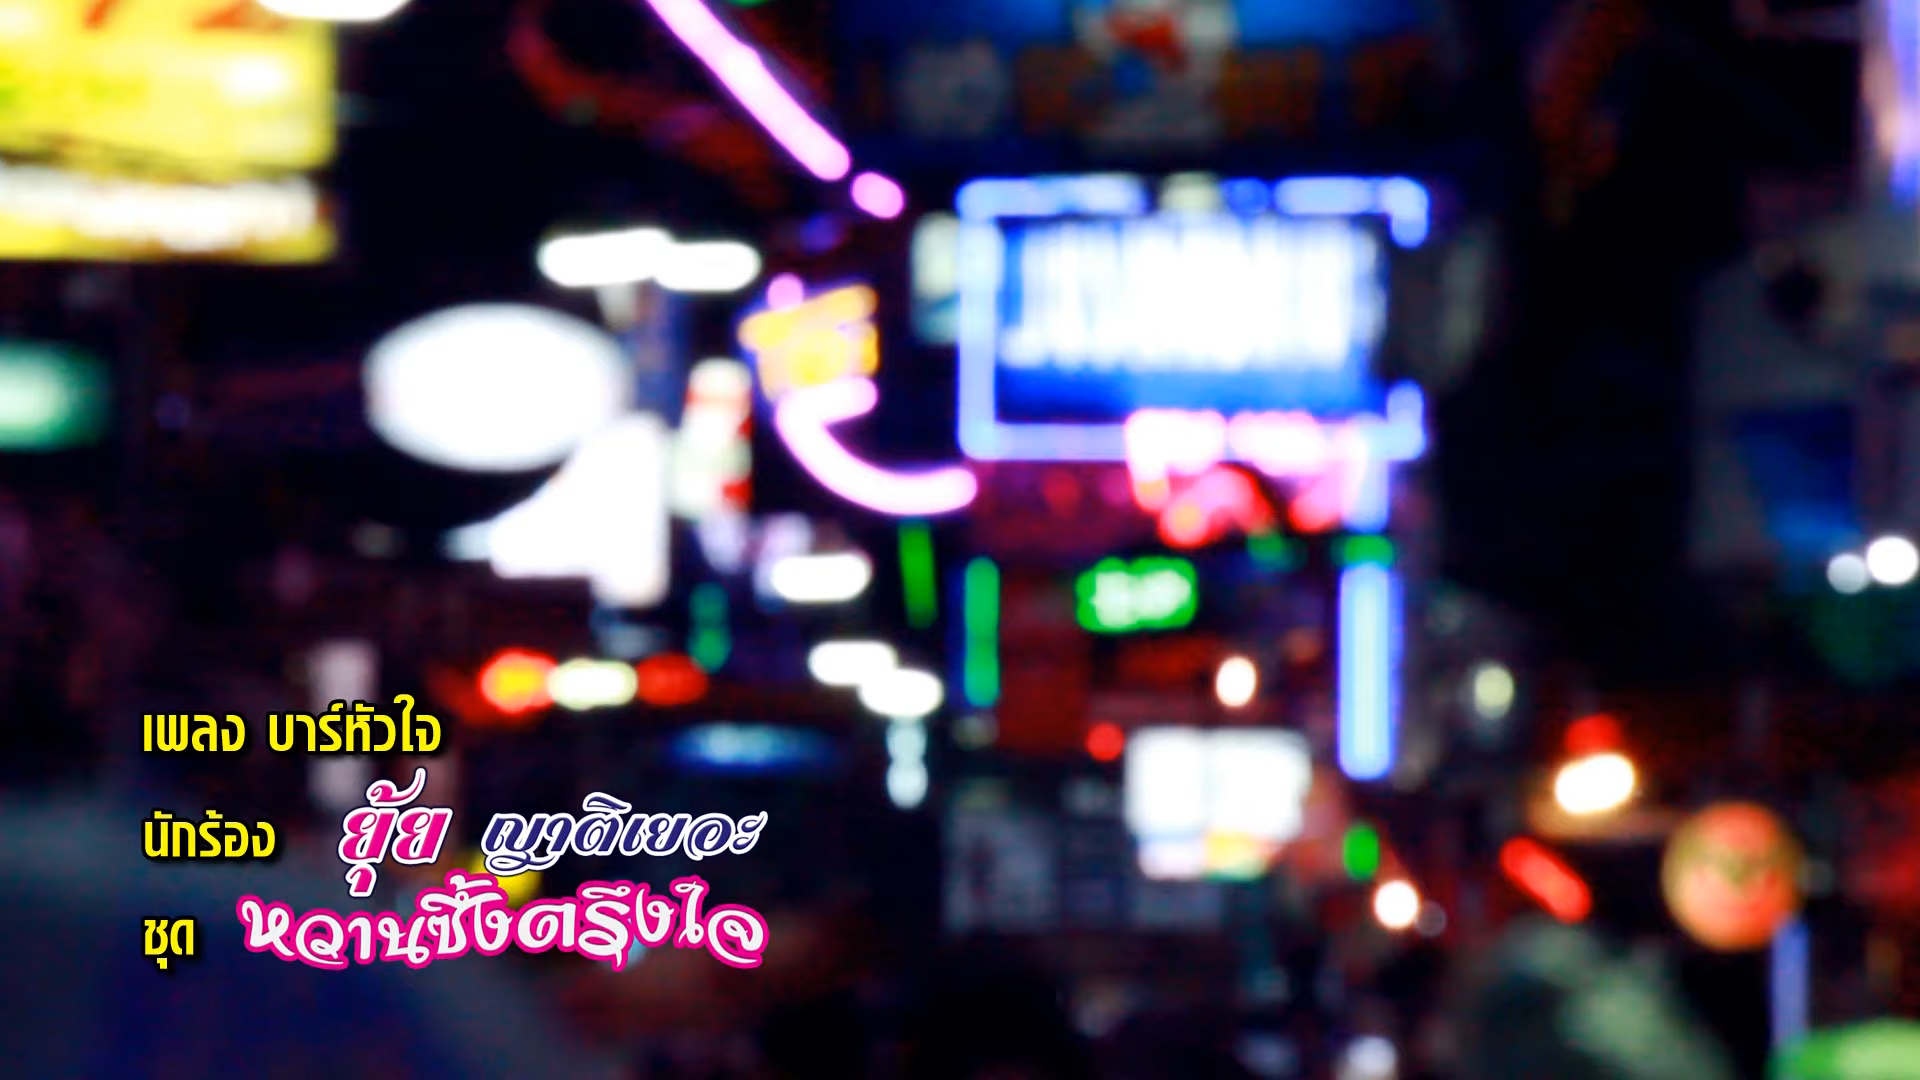 เพลง บาร์หัวใจ
นักร้อง ยุ้ย ญาติเยอะ
ชุด หวานซึ้งตรึงใจ